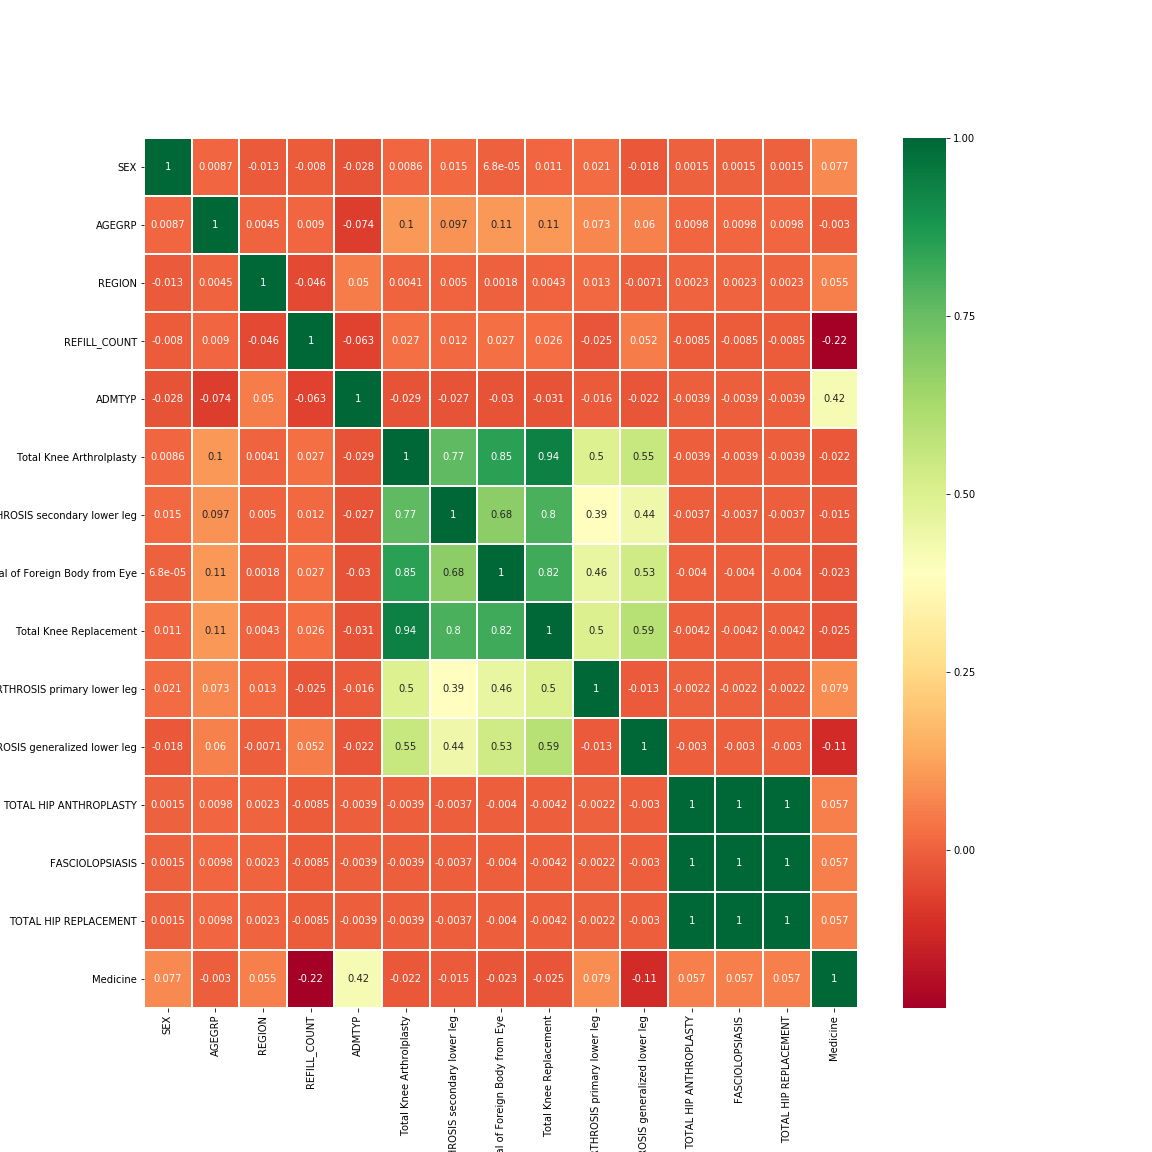 SEX 1 0.0087 -0.013 -0.008 -0.028 0.0086 0.015 6.8e-05 0.011 0.021 -0.018 0.0015 0.0015 0.0015 0.077
AGEGRP 0.0087 1 0.0045 0.009 -0.074 0.1 0.097 0.11 0.11 0.073 0.06 0.0098 0.0098 0.0098 -0.003
REGION -0.013 0.0045 1 -0.046 0.05 0.0041 0.005 0.0018 0.0043 0.013 -0.0071 0.0023 0.0023 0.0023 0.055
REFILL_COUNT -0.008 0.009 -0.046 1 -0.063 0.027 0.012 0.027 0.026 -0.025 0.052 -0.0085 -0.0085 -0.0085 -0.22
ADMTYP -0.028 -0.074 0.05 -0.063 1 -0.029 -0.027 -0.03 -0.031 -0.016 -0.022 -0.0039 -0.0039 -0.0039 0.42
Total Knee Arthrolplasty 0.0086 0.1 0.0041 0.027 -0.029 1 0.77 0.85 0.94 0.5 0.55 -0.0039 -0.0039 -0.0039 -0.022
HROSIS secondary lower leg 0.015 0.097 0.005 0.012 -0.027 0.77 1 0.68 0.8 0.39 0.44 -0.0037 -0.0037 -0.0037 -0.015
al of Foreign Body from Eye 6.8e-05 0.11 0.0018 0.027 -0.03 0.85 0.68 1 0.82 0.46 0.53 -0.004 -0.004 -0.004 -0.023
Total Knee Replacement 0.011 0.11 0.0043 0.026 -0.031 0.94 0.8 0.82 1 0.5 0.59 -0.0042 -0.0042 -0.0042 -0.025
THROSIS primary lower leg 0.021 0.073 0.013 -0.025 -0.016 0.5 0.39 0.46 0.5 1 -0.013 -0.0022 -0.0022 -0.0022 0.079
ROSIS generalized lower leg -0.018 0.06 -0.0071 0.052 -0.022 0.55 0.44 0.53 0.59 -0.013 1 -0.003 -0.003 -0.003 -0.11
TOTAL HIP ANTHROPLASTY 0.0015 0.0098 0.0023 -0.0085 -0.0039 -0.0039 -0.0037 -0.004 -0.0042 -0.0022 -0.003 1 1 1 0.057
FASCIOLOPSIASIS 0.0015 0.0098 0.0023 -0.0085 -0.0039 -0.0039 -0.0037 -0.004 -0.0042 -0.0022 -0.003 1 1 1 0.057
TOTAL HIP REPLACEMENT 0.0015 0.0098 0.0023 -0.0085 -0.0039 -0.0039 -0.0037 -0.004 -0.0042 -0.0022 -0.003 1 1 1 0.057
Medicine 0.077 -0.003 0.055 -0.22 0.42 -0.022 -0.015 -0.023 -0.025 0.079 -0.11 0.057 0.057 0.057 1
SEX
AGEGRP
REGION
REFILL_COUNT
ADMTYP
Total Knee Arthrolplasty
HROSIS secondary lower leg
al of Foreign Body from Eye
Total Knee Replacement
THROSIS primary lower leg
ROSIS generalized lower leg
TOTAL HIP ANTHROPLASTY
FASCIOLOPSIASIS
TOTAL HIP REPLACEMENT
Medicine
1.00
0.75
0.50
0.25
0.00